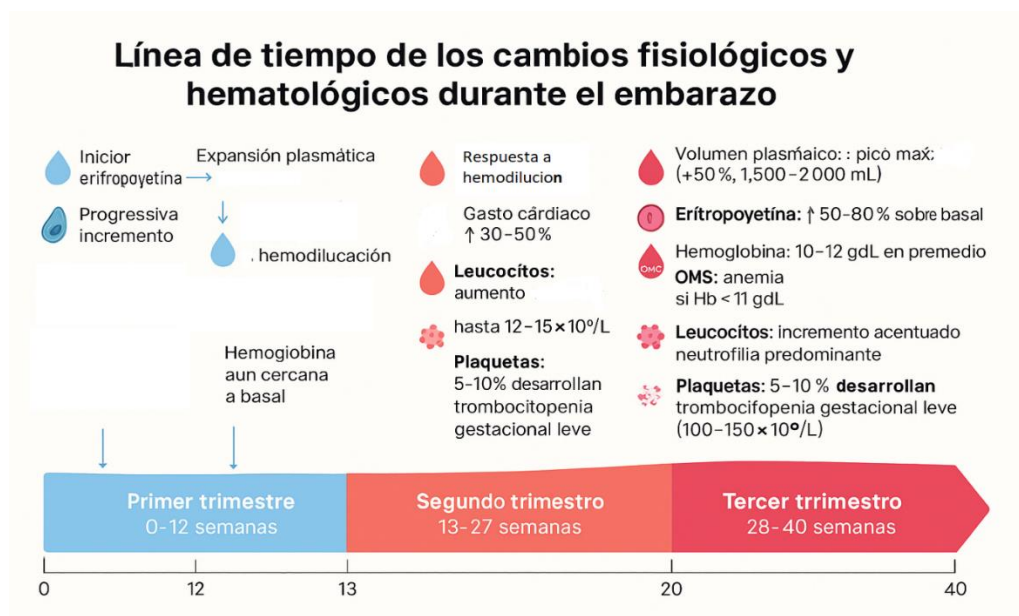 Línea de tiempo de los cambios fisiológicos y
hematológicos durante el embarazo
Inicior
erifropoyetína
Expansión plasmática
Progressiva
incremento
. hemodilucación
Hemogiobina
aun cercana
a basal
Respuesta a
hemodilucion
Gasto cârdiaco
↑ 30–50%
Leucocítos:
aumento
hasta 12–15×10⁹/L
Plaquetas:
5-10% desarrollan
trombocitopenia
gestacional leve
Volumen plasmaico: : pico max:
(+50%, 1,500–2 000 mL)
Erítropoyetína: ↑ 50-80% sobre basal
OMC
Hemoglobina: 10–12 gdL en premedio
OMS: anemia
si Hb < 11 gdL
Leucocítos: incremento acentuado
neutrofilia predominante
Plaquetas: 5–10 % desarrollan
trombocifopenia gestacional leve
(100–150×10⁰/L)
Primer trimestre
0-12 semanas
Segundo trimestro
13-27 semanas
Tercer trrimestro
28-40 semanas
0 12 13 20 40